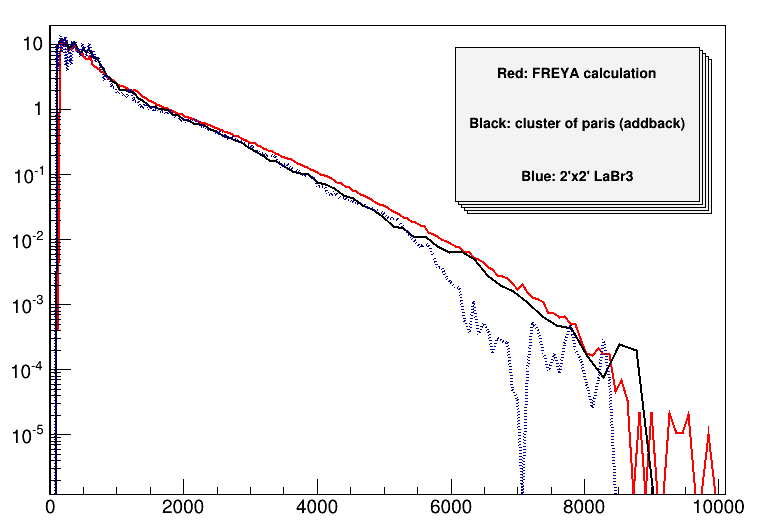 10
Red: FREYA calculation
Black: cluster of paris (addback)
1
Blue: 2'x2' LaBr3
10^-1
10^-2
10^-3
10^-4
10^-5
0 2000 4000 6000 8000 10000